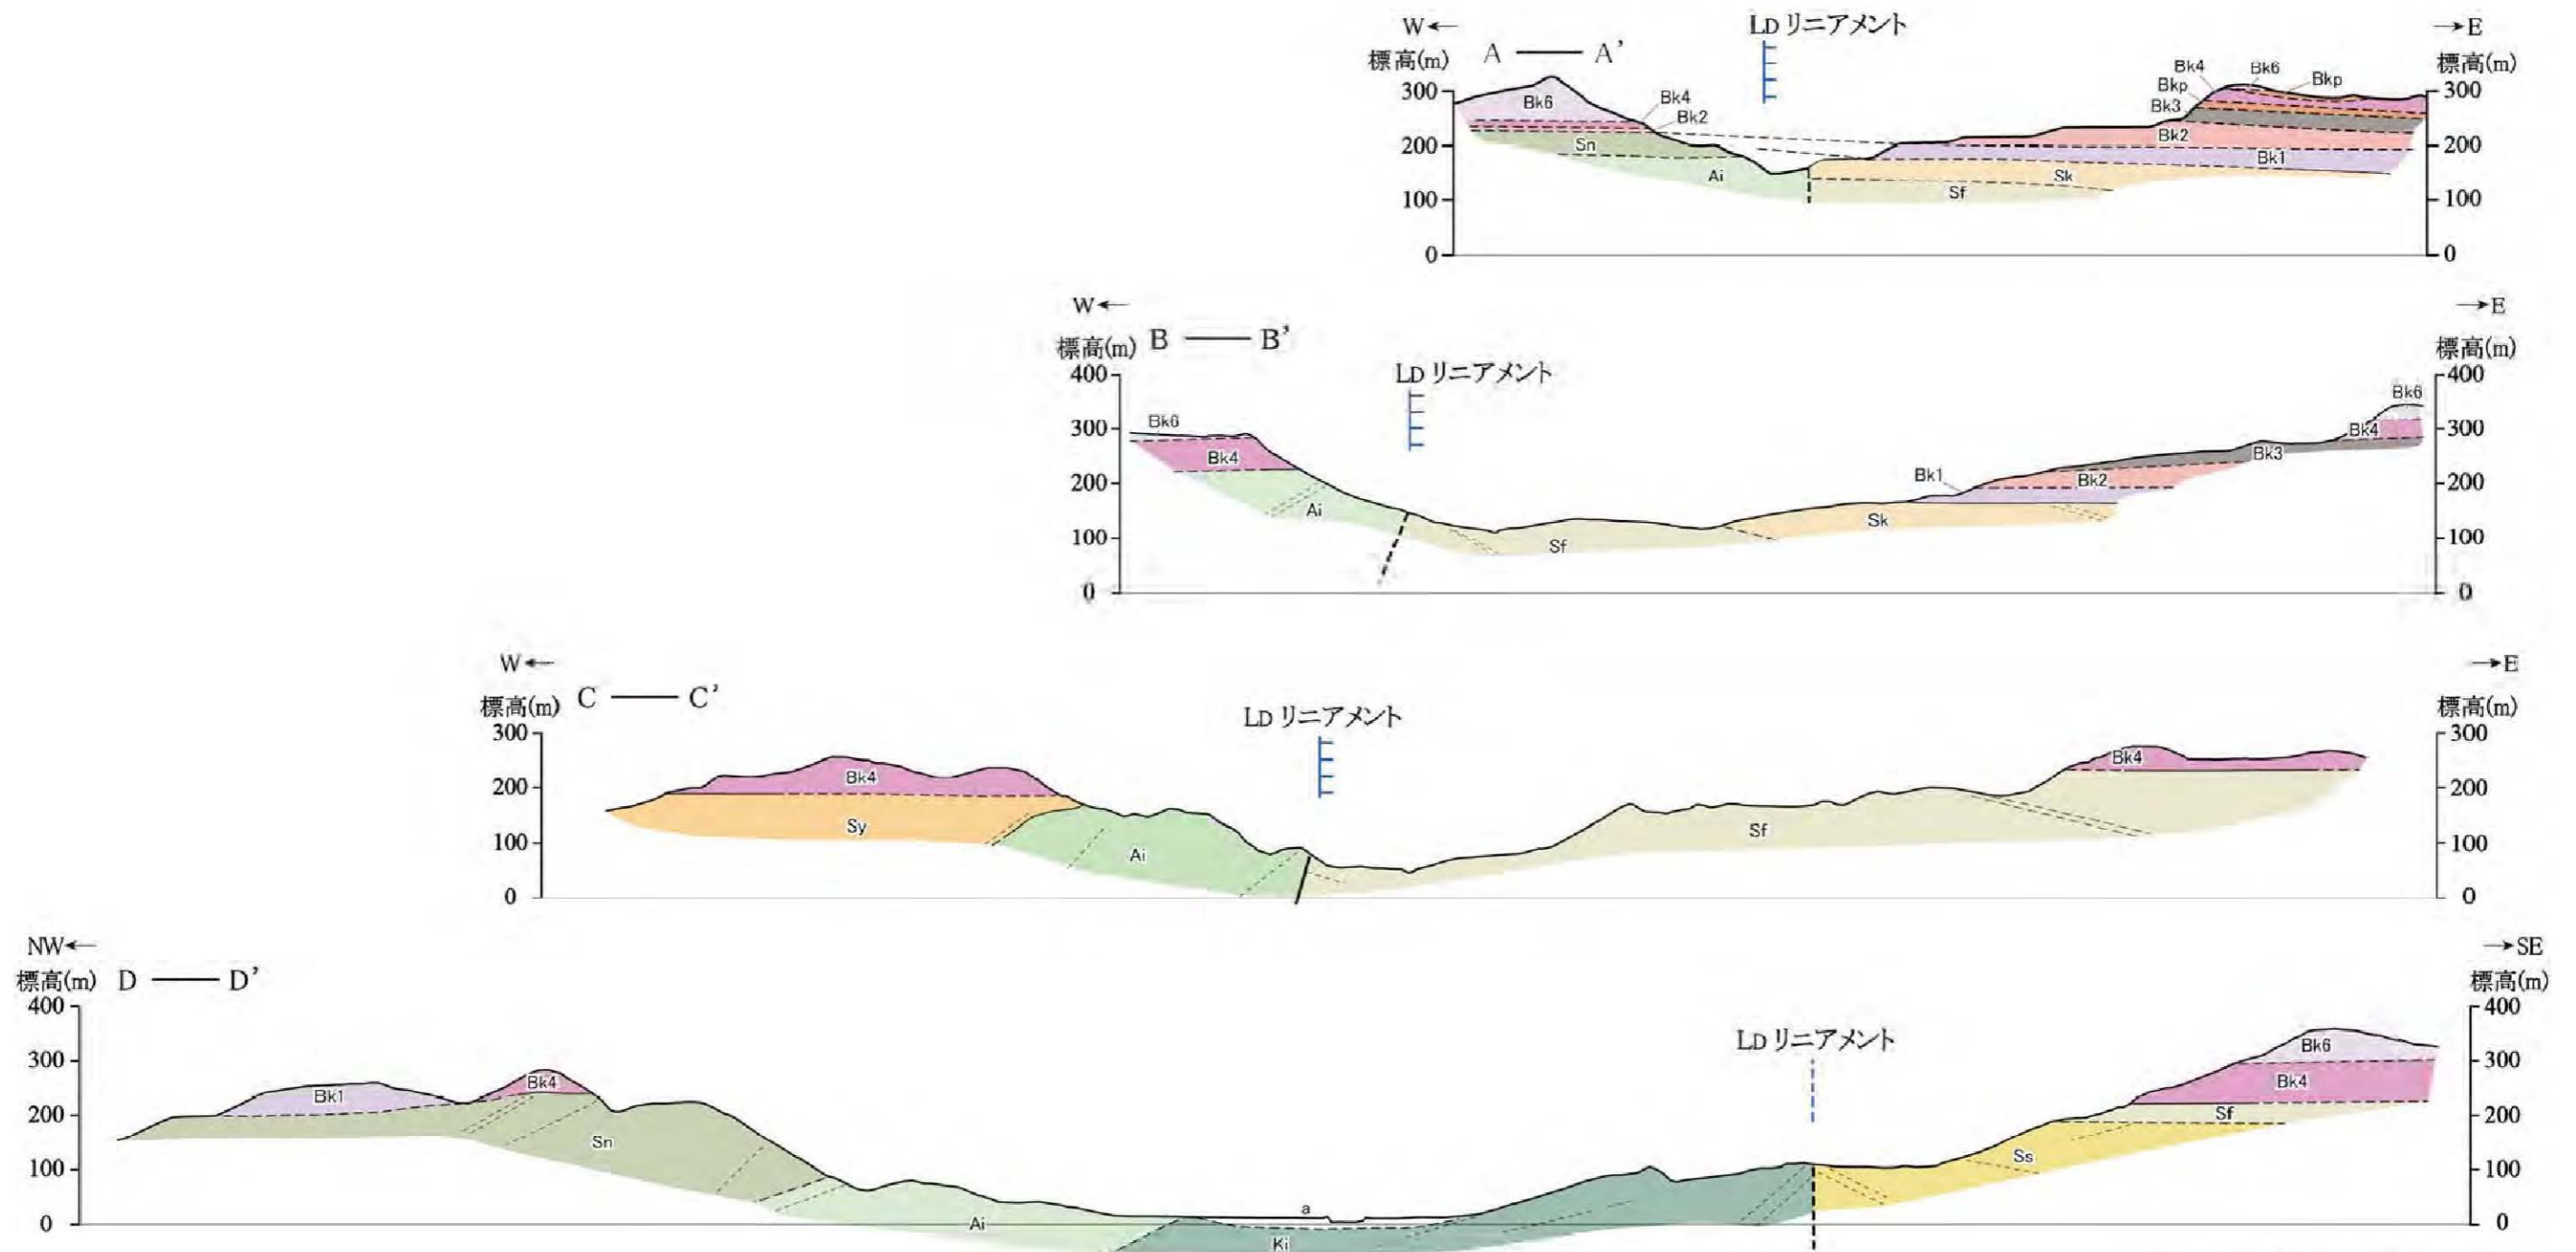 W← LD リニアメント →E
標高(m) A —— A’ 標高(m)
Bk4 Bk6 Bkp
Bkp
300 Bk6 Bk4 Bk3 300
Bk2 Bk2
200 Sn Bk1 200
Ai Sk
Sf
100 100
0 0
W← →E
標高(m) B —— B’ 標高(m)
400 LD リニアメント 400
Bk6 Bk6
300 Bk4 300
Bk4 Bk3
200 Bk1 Bk2 200
Ai Sk
100 Sf 100
0 0
W← →E
標高(m) C —— C’ LD リニアメント 標高(m)
300 300
Bk4 Bk4
200 200
Sy Sf
100 Ai 100
0 0
NW← →SE
標高(m) D —— D’ 標高(m)
400 400
LD リニアメント
300 Bk6 300
Bk1 Bk4 Bk4
200 Sf 200
Sn Ss
100 100
a
0 Ai 0
Ki